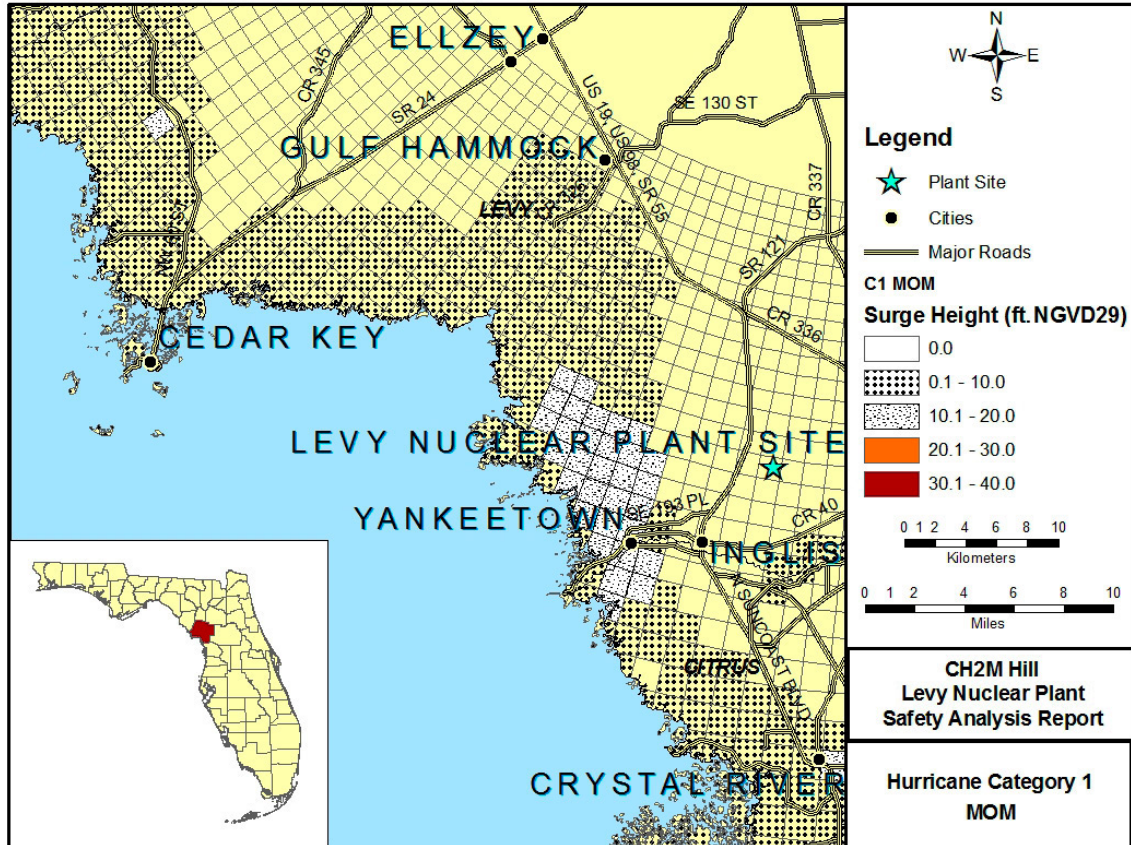 ELLZEY
CR 345
SR 24
US 19, US 98, SR 55
SE 130 ST
GULF HAMMOCK
CR 337
LEVY
SR 121
CR 336
CEDAR KEY
LEVY NUCLEAR PLANT SITE
193 PL
YANKEETOWN
CR 40
INGLIS
N SUNCOAST BLVD
CITRUS
CRYSTAL RIVER
N
W E
S
Legend
Plant Site
Cities
Major Roads
C1 MOM
Surge Height (ft. NGVD29)
0.0
0.1 - 10.0
10.1 - 20.0
20.1 - 30.0
30.1 - 40.0
0 1 2 4 6 8 10
Kilometers
0 1 2 4 6 8 10
Miles
CH2M Hill
Levy Nuclear Plant
Safety Analysis Report
Hurricane Category 1
MOM